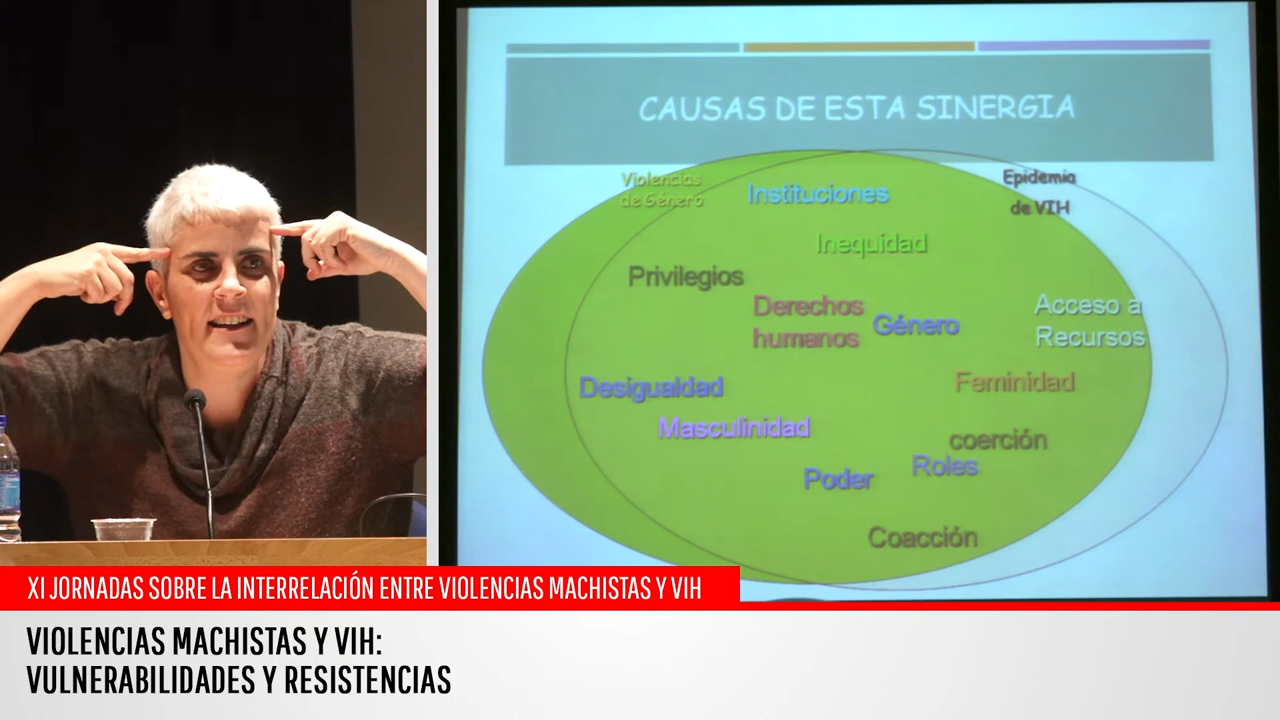 CAUSAS DE ESTA SINERGIA
Violencias
de Género
Instituciones
Epidemia
de VIH
Inequidad
Privilegios
Derechos
humanos
Género
Acceso a
Recursos
Desigualdad
Feminidad
Masculinidad
coerción
Roles
Poder
Coacción
XI JORNADAS SOBRE LA INTERRELACIÓN ENTRE VIOLENCIAS MACHISTAS Y VIH
VIOLENCIAS MACHISTAS Y VIH:
VULNERABILIDADES Y RESISTENCIAS